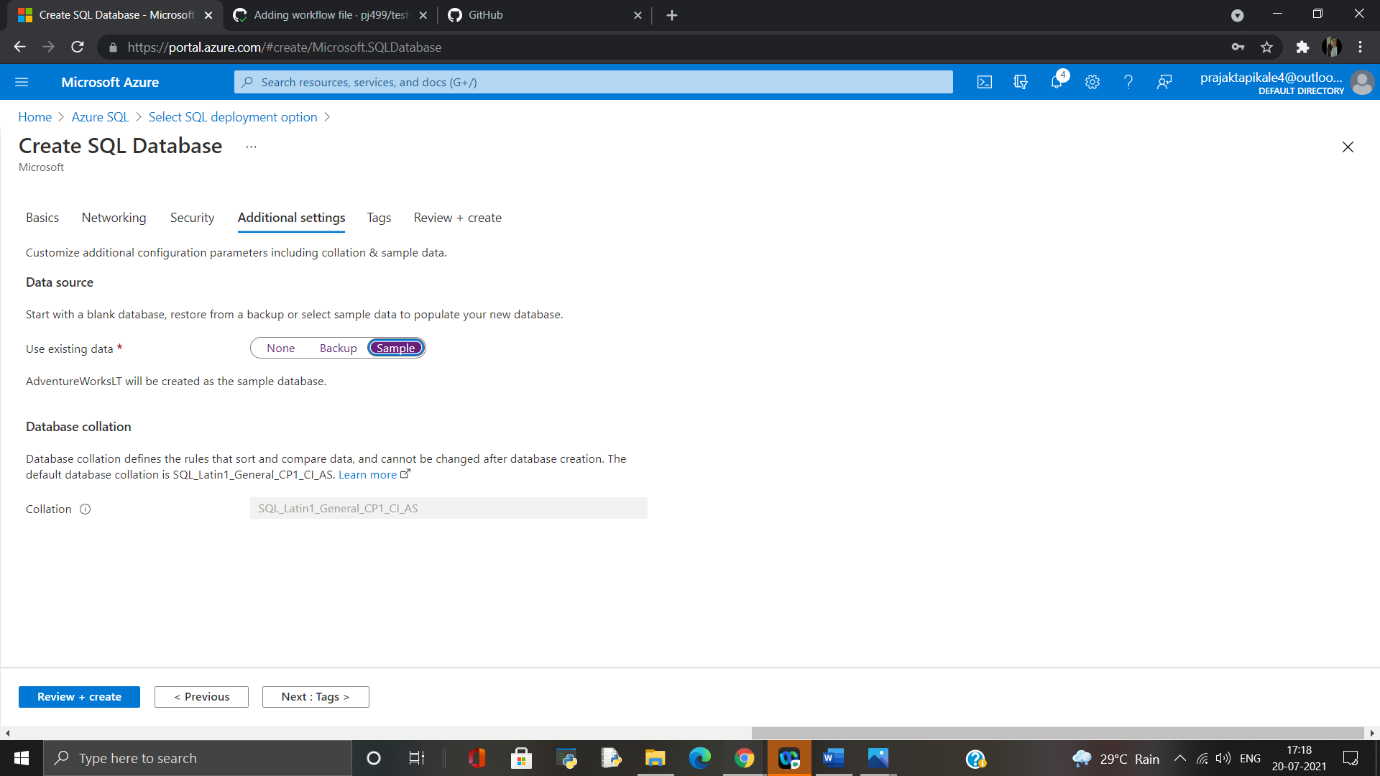 Create SQL Database - Microsoft
Adding workflow file · pj499/test
GitHub
https://portal.azure.com/#create/Microsoft.SQLDatabase
Microsoft Azure
Search resources, services, and docs (G+/)
4
prajaktapikale4@outloo...
DEFAULT DIRECTORY
Home > Azure SQL > Select SQL deployment option >
Create SQL Database ...
Microsoft
Basics Networking Security Additional settings Tags Review + create
Customize additional configuration parameters including collation & sample data.
Data source
Start with a blank database, restore from a backup or select sample data to populate your new database.
Use existing data * None Backup Sample
AdventureWorksLT will be created as the sample database.
Database collation
Database collation defines the rules that sort and compare data, and cannot be changed after database creation. The
default database collation is SQL_Latin1_General_CP1_CI_AS. Learn more
Collation SQL_Latin1_General_CP1_CI_AS
Review + create < Previous Next : Tags >
Type here to search
29°C Rain
ENG
17:18
20-07-2021